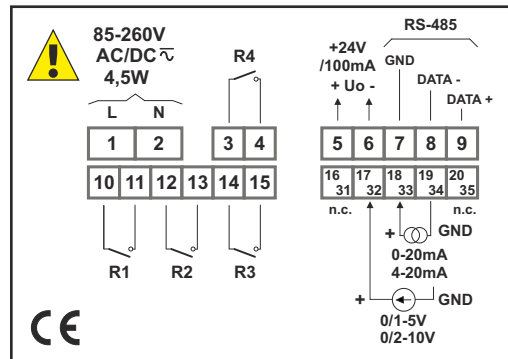 85-260V
AC/DC
4,5W
L N
R4
RS-485
+24V
/100mA
+ Uo -
GND
DATA -
DATA +
1 2 3 4 5 6 7 8 9
10 11 12 13 14 15
16 17 18 19 20
31 32 33 34 35
n.c. n.c.
R1 R2 R3
+ GND
0-20mA
4-20mA
+ GND
0/1-5V
0/2-10V
CE